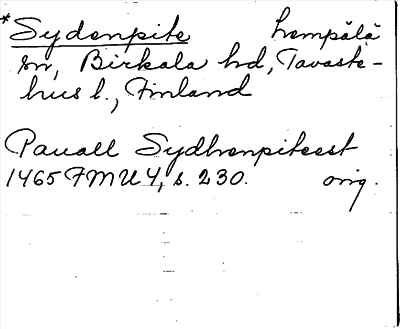 *Sydenpite Lempälä
sn, Birkala hd, Tavaste-
hus l., Finland
Pauall Sydhenpiteest
1465 FMU 4, s. 230. orig.